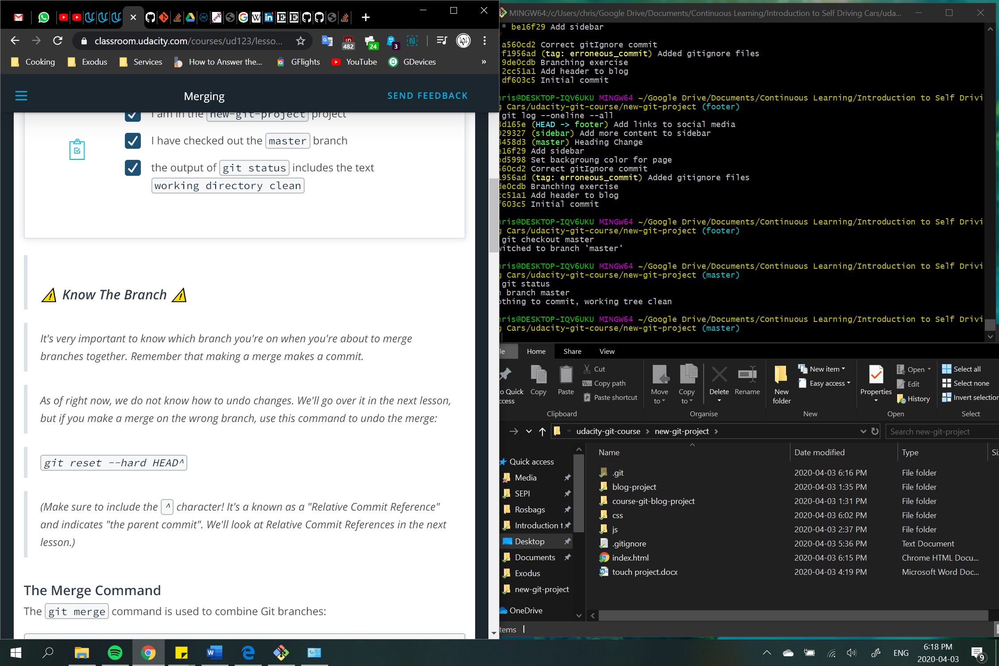 classroom.udacity.com/courses/ud123/lesso...
482
24
3
Cooking
Exodus
Services
How to Answer the...
GFlights
YouTube
GDevices
»
Merging
SEND FEEDBACK
I am in the new-git-project project
I have checked out the master branch
the output of git status includes the text
working directory clean
Know The Branch
It's very important to know which branch you're on when you're about to merge
branches together. Remember that making a merge makes a commit.
As of right now, we do not know how to undo changes. We'll go over it in the next lesson,
but if you make a merge on the wrong branch, use this command to undo the merge:
git reset --hard HEAD^
(Make sure to include the ^ character! It's a known as a "Relative Commit Reference"
and indicates "the parent commit". We'll look at Relative Commit References in the next
lesson.)
The Merge Command
The git merge command is used to combine Git branches:
MINGW64:/c/Users/chris/Google Drive/Documents/Continuous Learning/Introduction to Self Driving Cars/uda...
* be16f29 Add sidebar
a560cd2 Correct gitIgnore commit
f1956ad (tag: erroneous_commit) Added gitignore files
9de0cdb Branching exercise
2cc51a1 Add header to blog
df603c5 Initial commit
hris@DESKTOP-IQV6UKU MINGW64 ~/Google Drive/Documents/Continuous Learning/Introduction to Self Drivi
g Cars/udacity-git-course/new-git-project (footer)
git log --oneline --all
3d165e (HEAD -> footer) Add links to social media
929327 (sidebar) Add more content to sidebar
8458d3 (master) Heading Change
e16f29 Add sidebar
bd5998 Set backgroung color for page
560cd2 Correct gitIgnore commit
1956ad (tag: erroneous_commit) Added gitignore files
de0cdb Branching exercise
cc51a1 Add header to blog
f603c5 Initial commit
hris@DESKTOP-IQV6UKU MINGW64 ~/Google Drive/Documents/Continuous Learning/Introduction to Self Drivi
g Cars/udacity-git-course/new-git-project (footer)
git checkout master
witched to branch 'master'
hris@DESKTOP-IQV6UKU MINGW64 ~/Google Drive/Documents/Continuous Learning/Introduction to Self Drivi
g Cars/udacity-git-course/new-git-project (master)
git status
n branch master
othing to commit, working tree clean
hris@DESKTOP-IQV6UKU MINGW64 ~/Google Drive/Documents/Continuous Learning/Introduction to Self Drivi
g Cars/udacity-git-course/new-git-project (master)
le Home Share View
to Quick
ccess
Copy
Paste
Cut
Copy path
Paste shortcut
Clipboard
Move
to
Copy
to
Delete
Rename
Organise
New
folder
New item
Easy access
New
Properties
Open
Edit
History
Open
Select all
Select none
Invert selection
Select
« udacity-git-course > new-git-project >
Search new-git-project
Quick access
Media
SEPI
Rosbags
Introduction t
Desktop
Documents
Exodus
new-git-project
OneDrive
Name Date modified Type Si
.git 2020-04-03 6:16 PM File folder
blog-project 2020-04-03 1:35 PM File folder
course-git-blog-project 2020-04-03 1:31 PM File folder
css 2020-04-03 6:02 PM File folder
js 2020-04-03 2:37 PM File folder
.gitignore 2020-04-03 5:36 PM Text Document
index.html 2020-04-03 6:15 PM Chrome HTML Docu...
touch project.docx 2020-04-03 4:19 PM Microsoft Word Doc...
tems
ENG
6:18 PM
2020-04-03
9